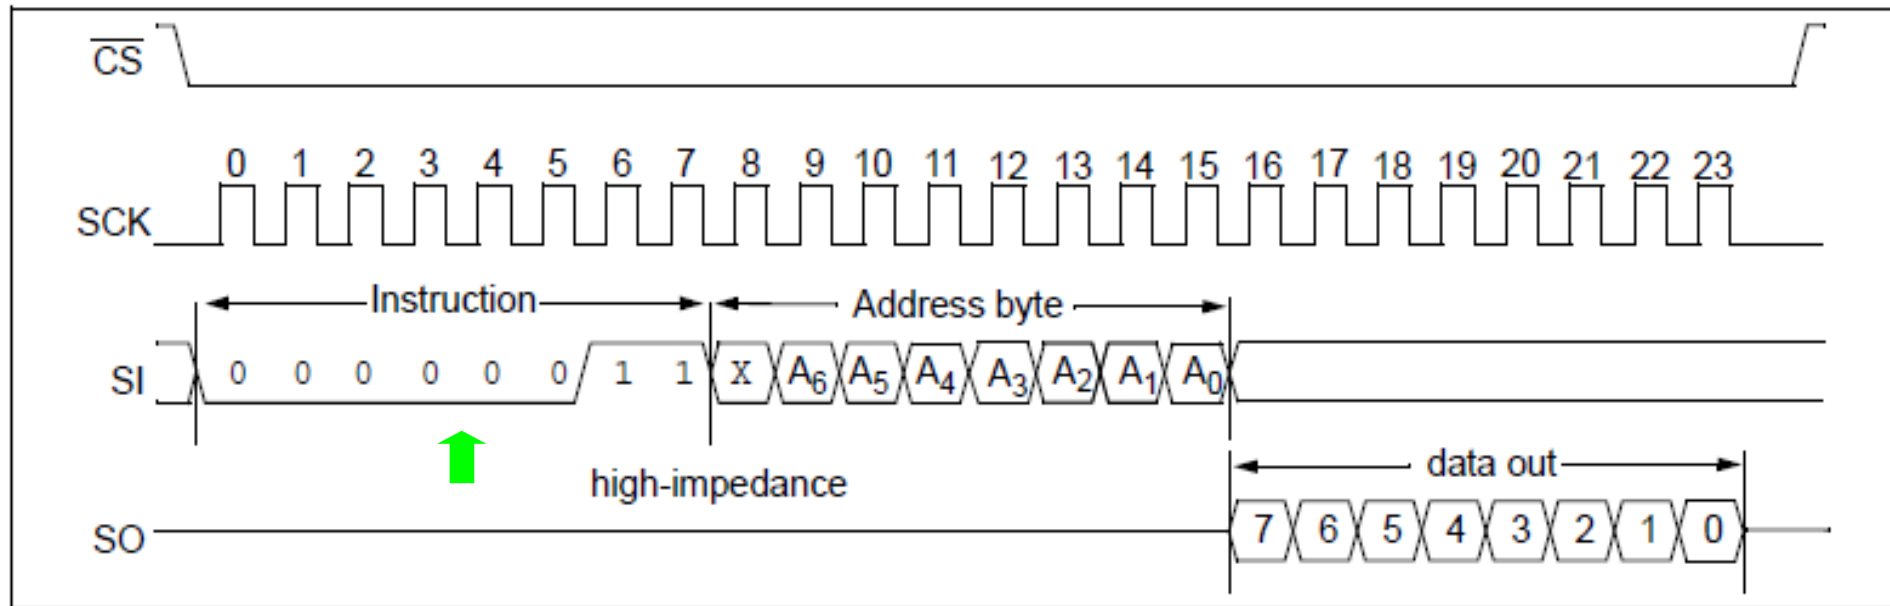 CS
0 1 2 3 4 5 6 7 8 9 10 11 12 13 14 15 16 17 18 19 20 21 22 23
SCK
Instruction Address byte
SI 0 0 0 0 0 0 1 1 X A6 A5 A4 A3 A2 A1 A0
high-impedance data out
SO 7 6 5 4 3 2 1 0